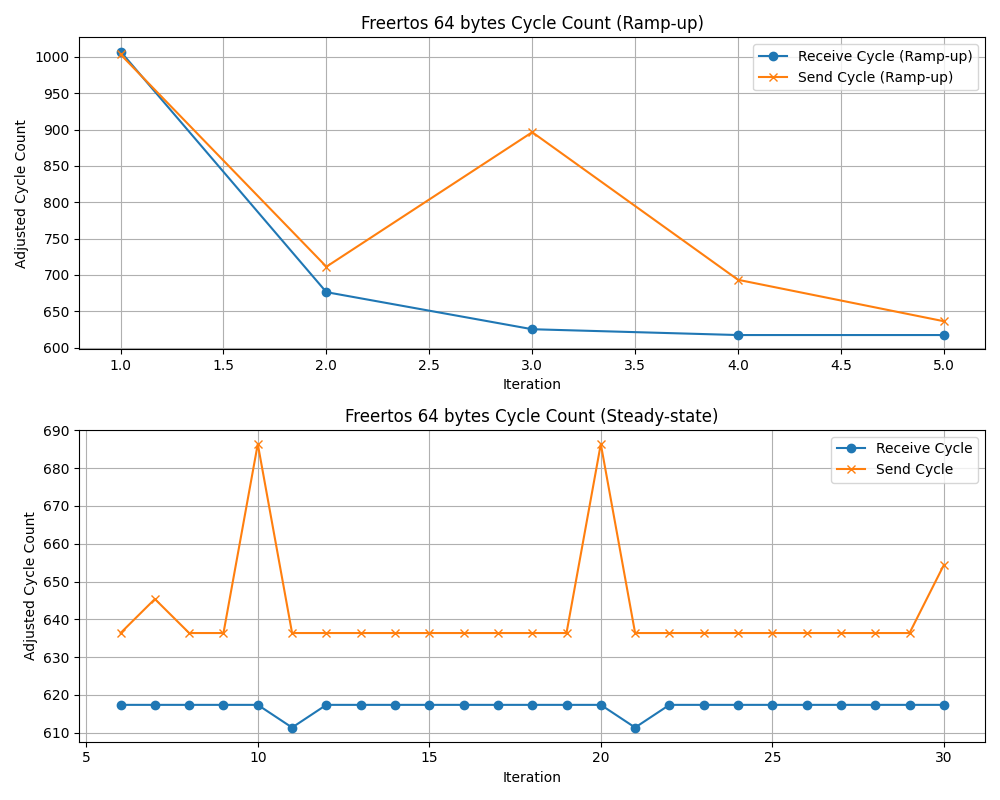 Freertos 64 bytes Cycle Count (Ramp-up)
Adjusted Cycle Count
1000
950
900
850
800
750
700
650
600
Receive Cycle (Ramp-up)
Send Cycle (Ramp-up)
1.0 1.5 2.0 2.5 3.0 3.5 4.0 4.5 5.0
Iteration
Freertos 64 bytes Cycle Count (Steady-state)
Adjusted Cycle Count
690
680
670
660
650
640
630
620
610
Receive Cycle
Send Cycle
5 10 15 20 25 30
Iteration